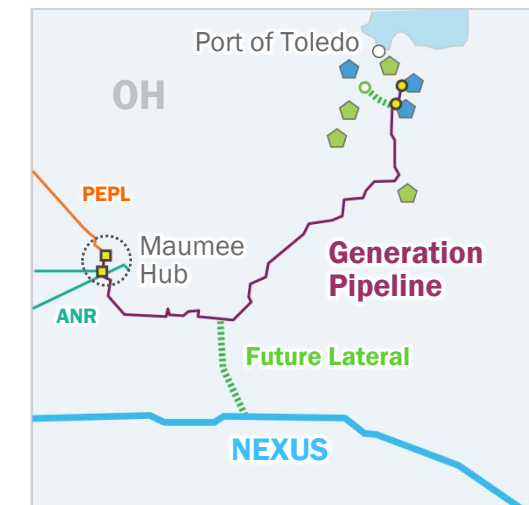 Port of Toledo
OH
PEPL
Maumee
Hub
Generation
Pipeline
ANR
Future Lateral
NEXUS